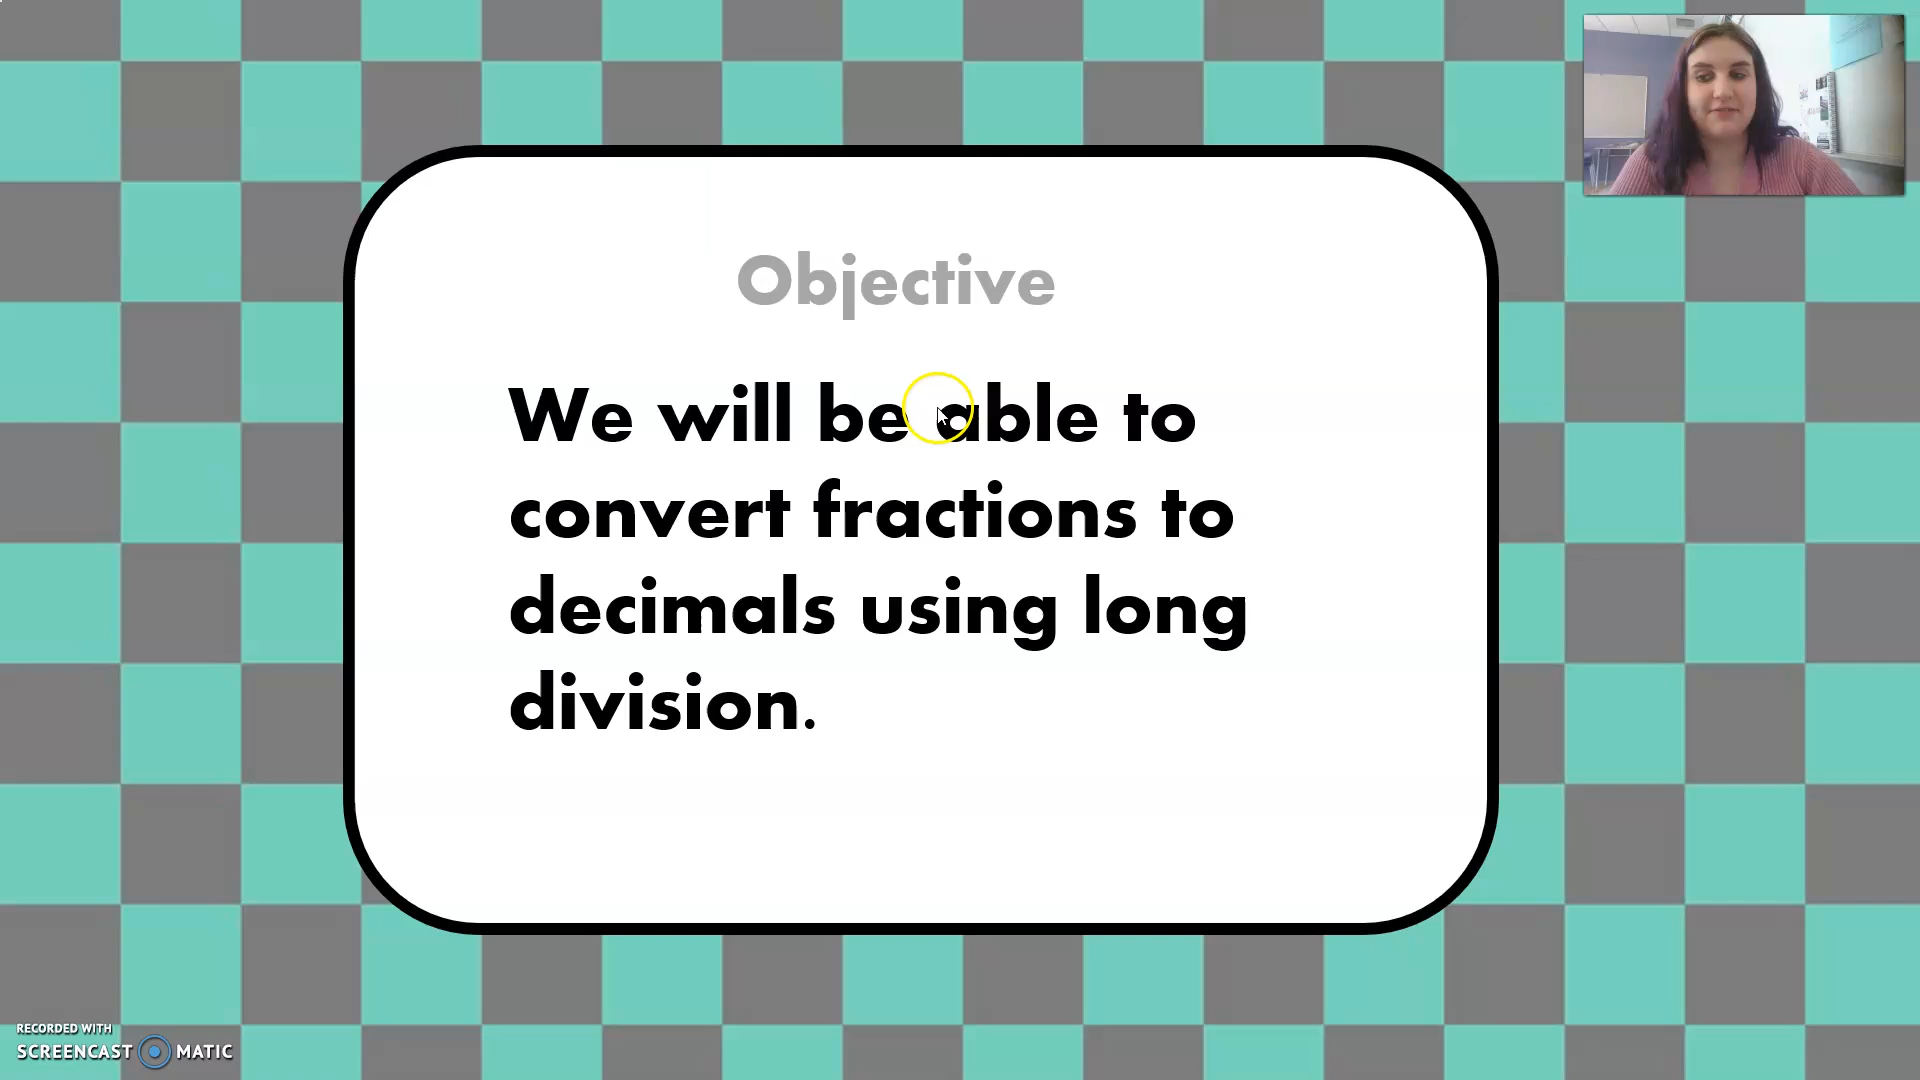 Objective
We will be able to
convert fractions to
decimals using long
division.
RECORDED WITH
SCREENCAST MATIC